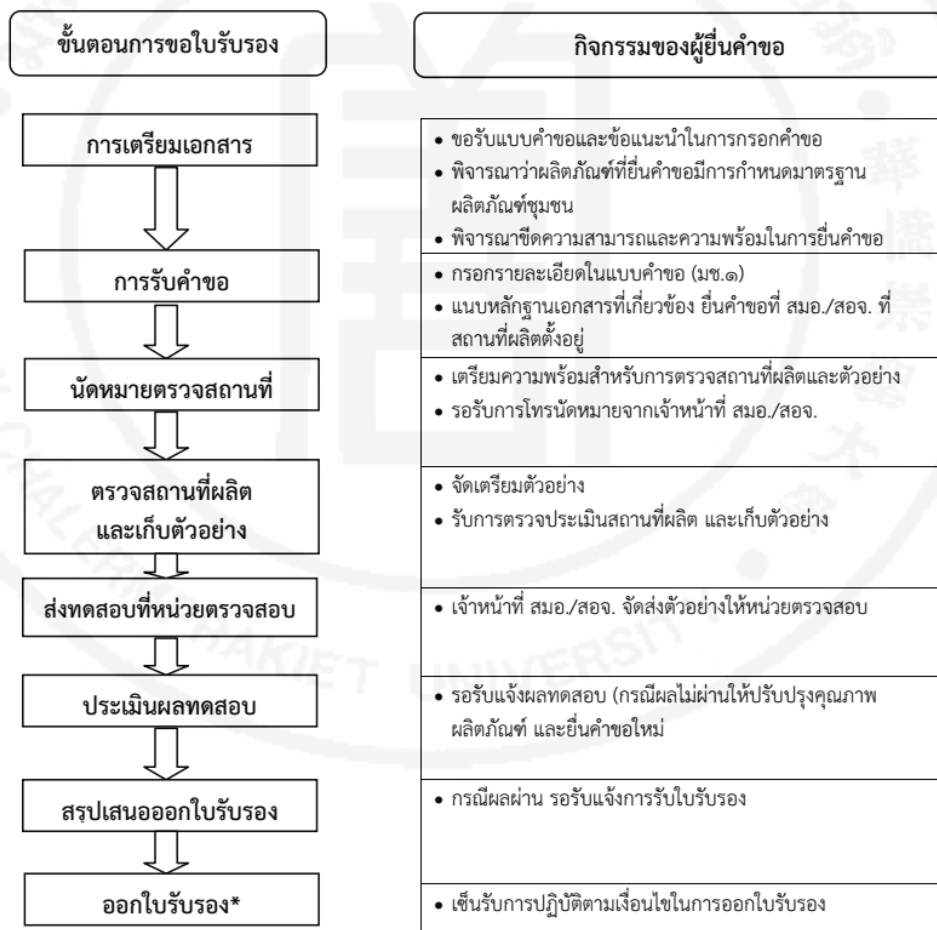 ขั้นตอนการขอใบรับรอง
กิจกรรมของผู้ยื่นคำขอ
การเตรียมเอกสาร
• ขอรับแบบคำขอและข้อแนะนำในการกรอกคำขอ
• พิจารณาว่าผลิตภัณฑ์ที่ยื่นคำขอมีการกำหนดมาตรฐาน
ผลิตภัณฑ์ชุมชน
• พิจารณาขีดความสามารถและความพร้อมในการยื่นคำขอ
การรับคำขอ
• กรอกรายละเอียดในแบบคำขอ (มช.๑)
• แนบหลักฐานเอกสารที่เกี่ยวข้อง ยื่นคำขอที่ สมอ./สอจ. ที่
สถานที่ผลิตตั้งอยู่
นัดหมายตรวจสถานที่
• เตรียมความพร้อมสำหรับการตรวจสถานที่ผลิตและตัวอย่าง
• รอรับการโทรนัดหมายจากเจ้าหน้าที่ สมอ./สอจ.
ตรวจสถานที่ผลิต
และเก็บตัวอย่าง
• จัดเตรียมตัวอย่าง
• รับการตรวจประเมินสถานที่ผลิต และเก็บตัวอย่าง
ส่งทดสอบที่หน่วยตรวจสอบ
• เจ้าหน้าที่ สมอ./สอจ. จัดส่งตัวอย่างให้หน่วยตรวจสอบ
ประเมินผลทดสอบ
• รอรับแจ้งผลทดสอบ (กรณีผลไม่ผ่านให้ปรับปรุงคุณภาพ
ผลิตภัณฑ์ และยื่นคำขอใหม่
สรุปเสนอออกใบรับรอง
• กรณีผลผ่าน รอรับแจ้งการรับใบรับรอง
ออกใบรับรอง*
• เซ็นรับการปฏิบัติตามเงื่อนไขในการออกใบรับรอง